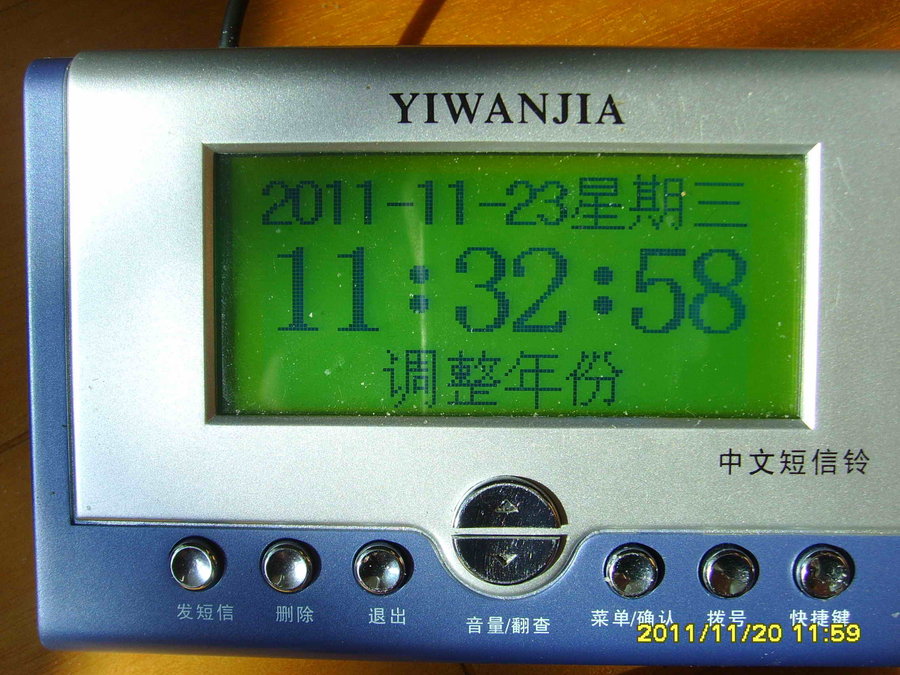 YIWANJIA
2011-11-23星期三
11:32:58
调整年份
中文短信铃
发短信 删除 退出 音量/翻查 菜单/确认 拨号 快捷键
2011/11/20 11:59